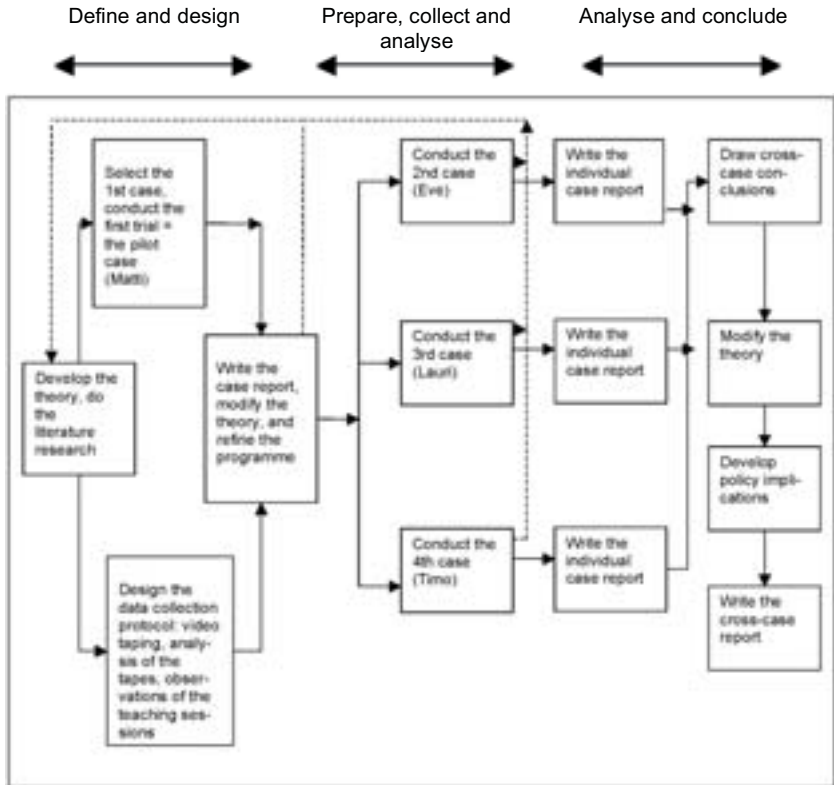 Define and design
Prepare, collect and
analyse
Analyse and conclude
Select the
1st case,
conduct the
first trial =
the pilot
case
(Matti)
Develop the
theory, do
the
literature
research
Design the
data collection
protocol: video
taping, analy-
sis of the
tapes, obser-
vations of the
teaching ses-
sions
Write the
case report,
modify the
theory, and
refine the
programme
Conduct the
2nd case
(Eve)
Conduct the
3rd case
(Lauri)
Conduct the
4th case
(Timo)
Write the
individual
case report
Write the
individual
case report
Write the
individual
case report
Draw cross-
case con-
clusions
Modify the
theory
Develop
policy impli-
cations
Write the
cross-case
report